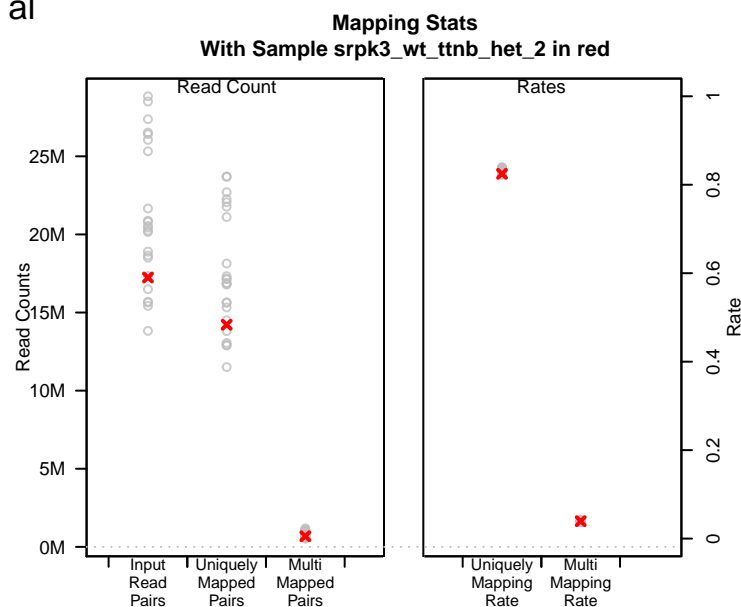 al
Mapping Stats
With Sample srpk3_wt_ttnb_het_2 in red
Read Count
Rates
Read Counts
25M
20M
15M
10M
5M
0M
1
0.8
0.6
0.4
0.2
0
Rate
Input
Read
Pairs
Uniquely
Mapped
Pairs
Multi
Mapped
Pairs
Uniquely
Mapping
Rate
Multi
Mapping
Rate